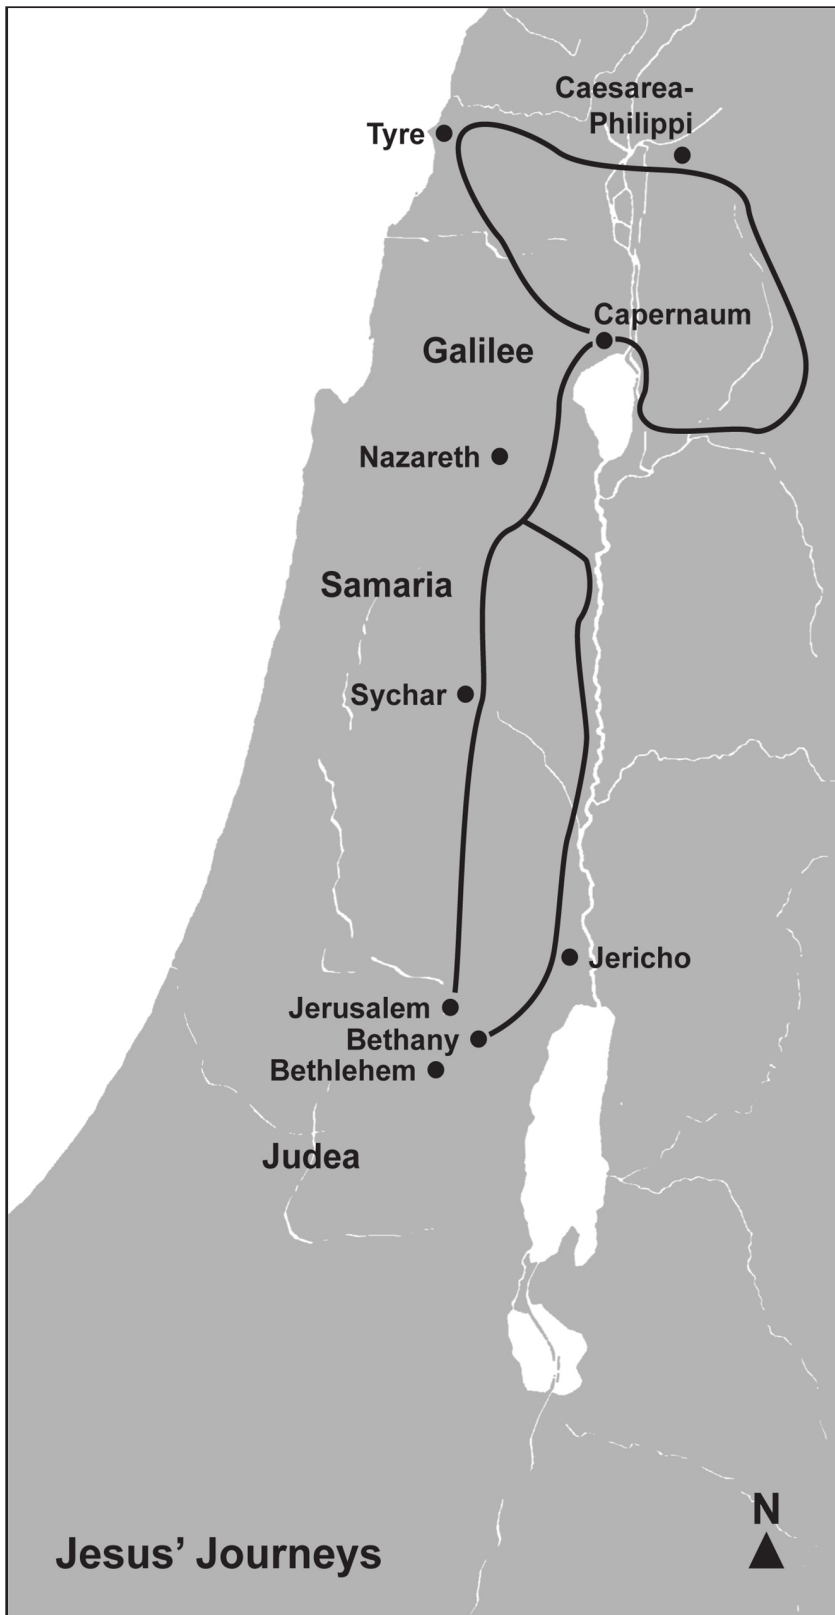 Caesarea-
Philippi
Tyre
Capernaum
Galilee
Nazareth
Samaria
Sychar
Jericho
Jerusalem
Bethany
Bethlehem
Judea
N
Jesus’ Journeys